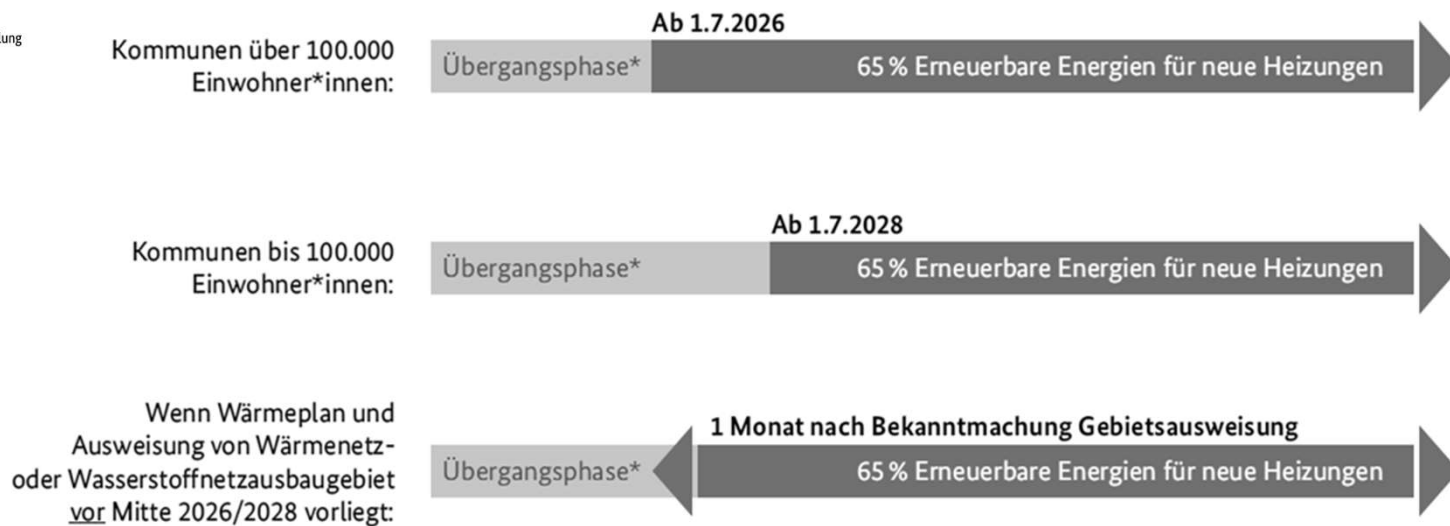 Ab 1.7.2026
Kommunen über 100.000
Einwohner*innen:
Übergangsphase*
65 % Erneuerbare Energien für neue Heizungen
Ab 1.7.2028
Kommunen bis 100.000
Einwohner*innen:
Übergangsphase*
65 % Erneuerbare Energien für neue Heizungen
Wenn Wärmeplan und
Ausweisung von Wärmenetz-
oder Wasserstoffnetzausbaugebiet
vor Mitte 2026/2028 vorliegt:
1 Monat nach Bekanntmachung Gebietsausweisung
Übergangsphase*
65 % Erneuerbare Energien für neue Heizungen